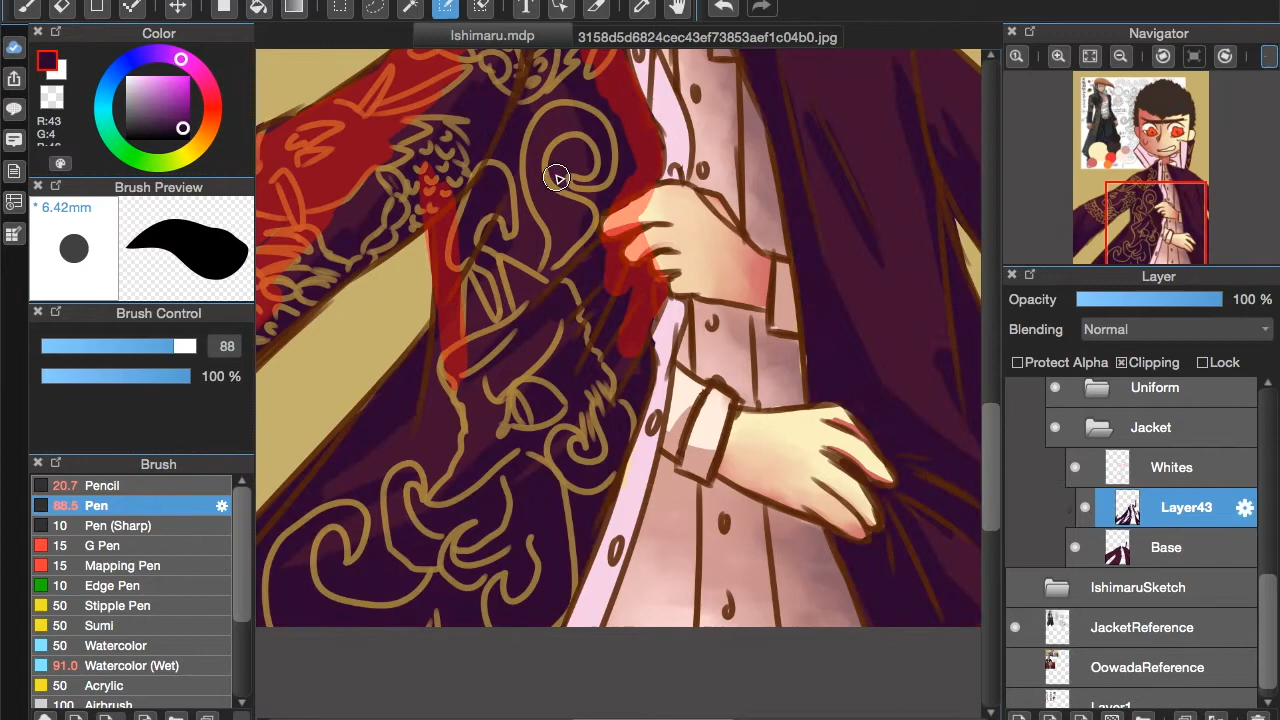 Ishimaru.mdp
3158d5d6824cec43ef73853aef1c04b0.jpg
Color
R:43
G:4
Brush Preview
* 6.42mm
Brush Control
88
100 %
Brush
20.7 Pencil
88.5 Pen
10 Pen (Sharp)
15 G Pen
15 Mapping Pen
10 Edge Pen
50 Stipple Pen
50 Sumi
50 Watercolor
91.0 Watercolor (Wet)
50 Acrylic
100 Airbrush
Navigator
Layer
Opacity 100 %
Blending Normal
Protect Alpha Clipping Lock
Uniform
Jacket
Whites
Layer43
Base
IshimaruSketch
JacketReference
OowadaReference
Layer1